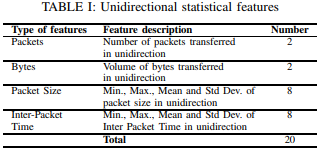 TABLE I: Unidirectional statistical features
Type of features Feature description Number
Packets Number of packets transferred 2
in unidirection
Bytes Volume of bytes transferred 2
in unidirection
Packet Size Min., Max., Mean and Std Dev. of 8
packet size in unidirection
Inter-Packet Min., Max., Mean and Std Dev. of 8
Time Inter Packet Time in unidirection
Total 20